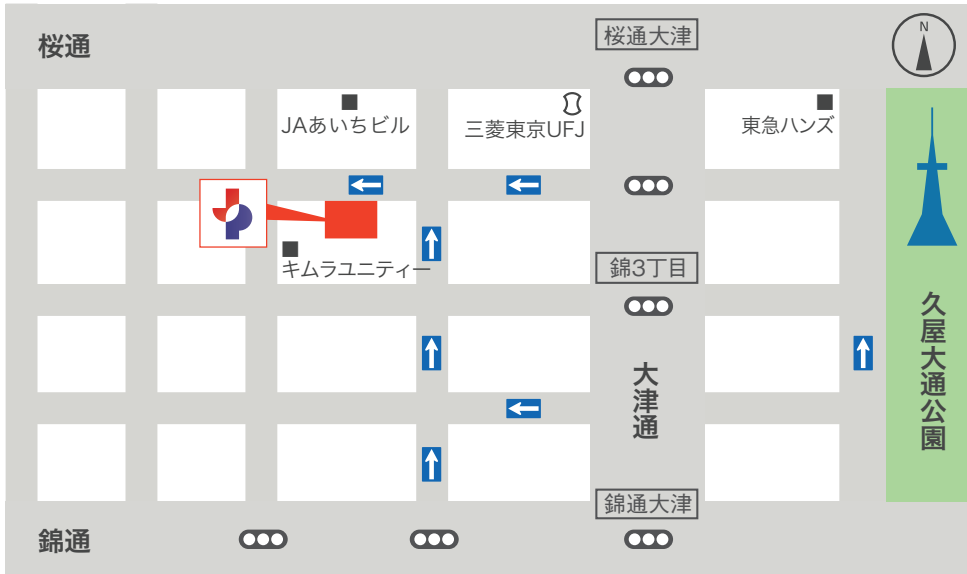 桜通
桜通大津
N
JAあいちビル
三菱東京UFJ
東急ハンズ
キムラユニティー
錦3丁目
大津通
久屋大通公園
錦通大津
錦通